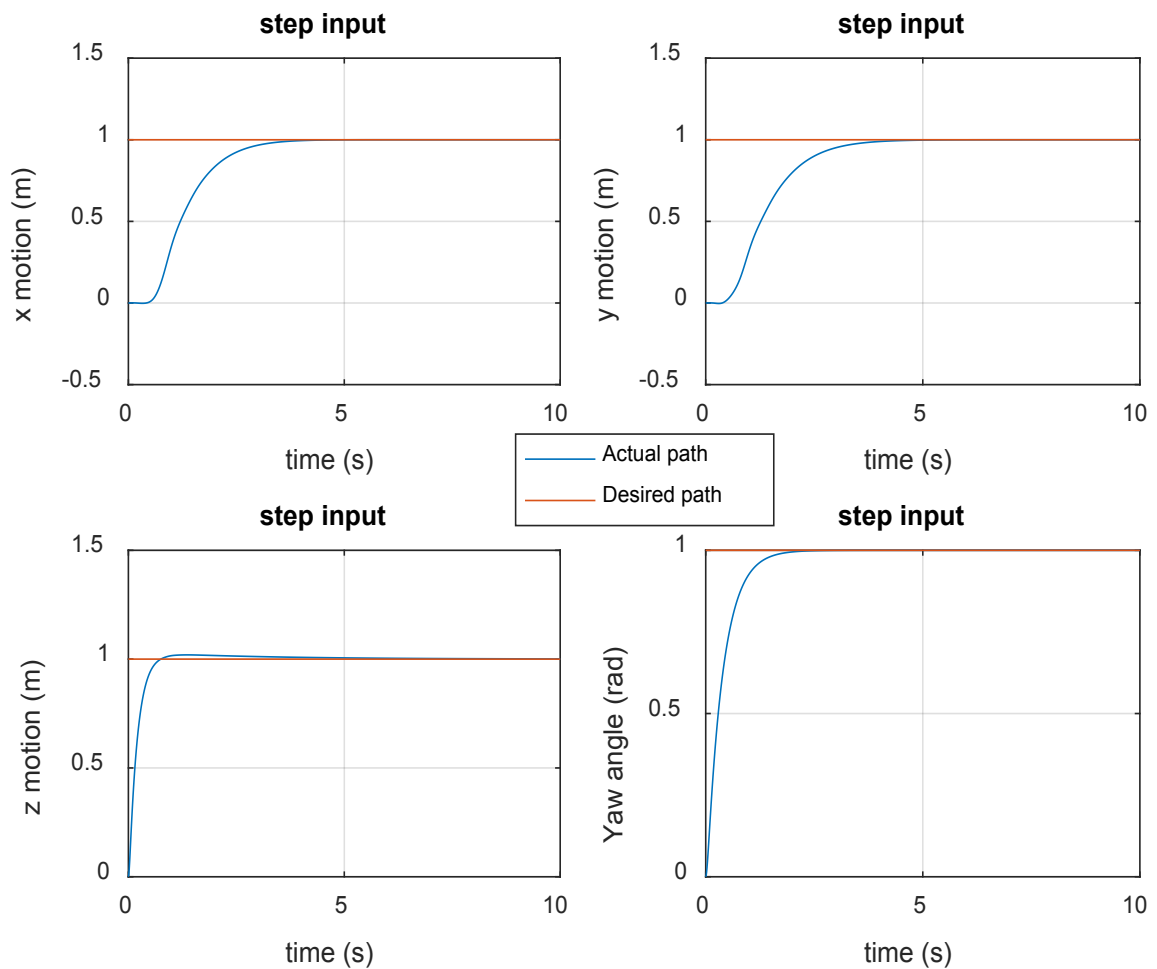 step input
1.5
1
0.5
0
-0.5
x motion (m)
0 5 10
time (s)
step input
1.5
1
0.5
0
-0.5
y motion (m)
0 5 10
time (s)
Actual path
Desired path
step input
1.5
1
0.5
0
z motion (m)
0 5 10
time (s)
step input
1
0.5
0
Yaw angle (rad)
0 5 10
time (s)